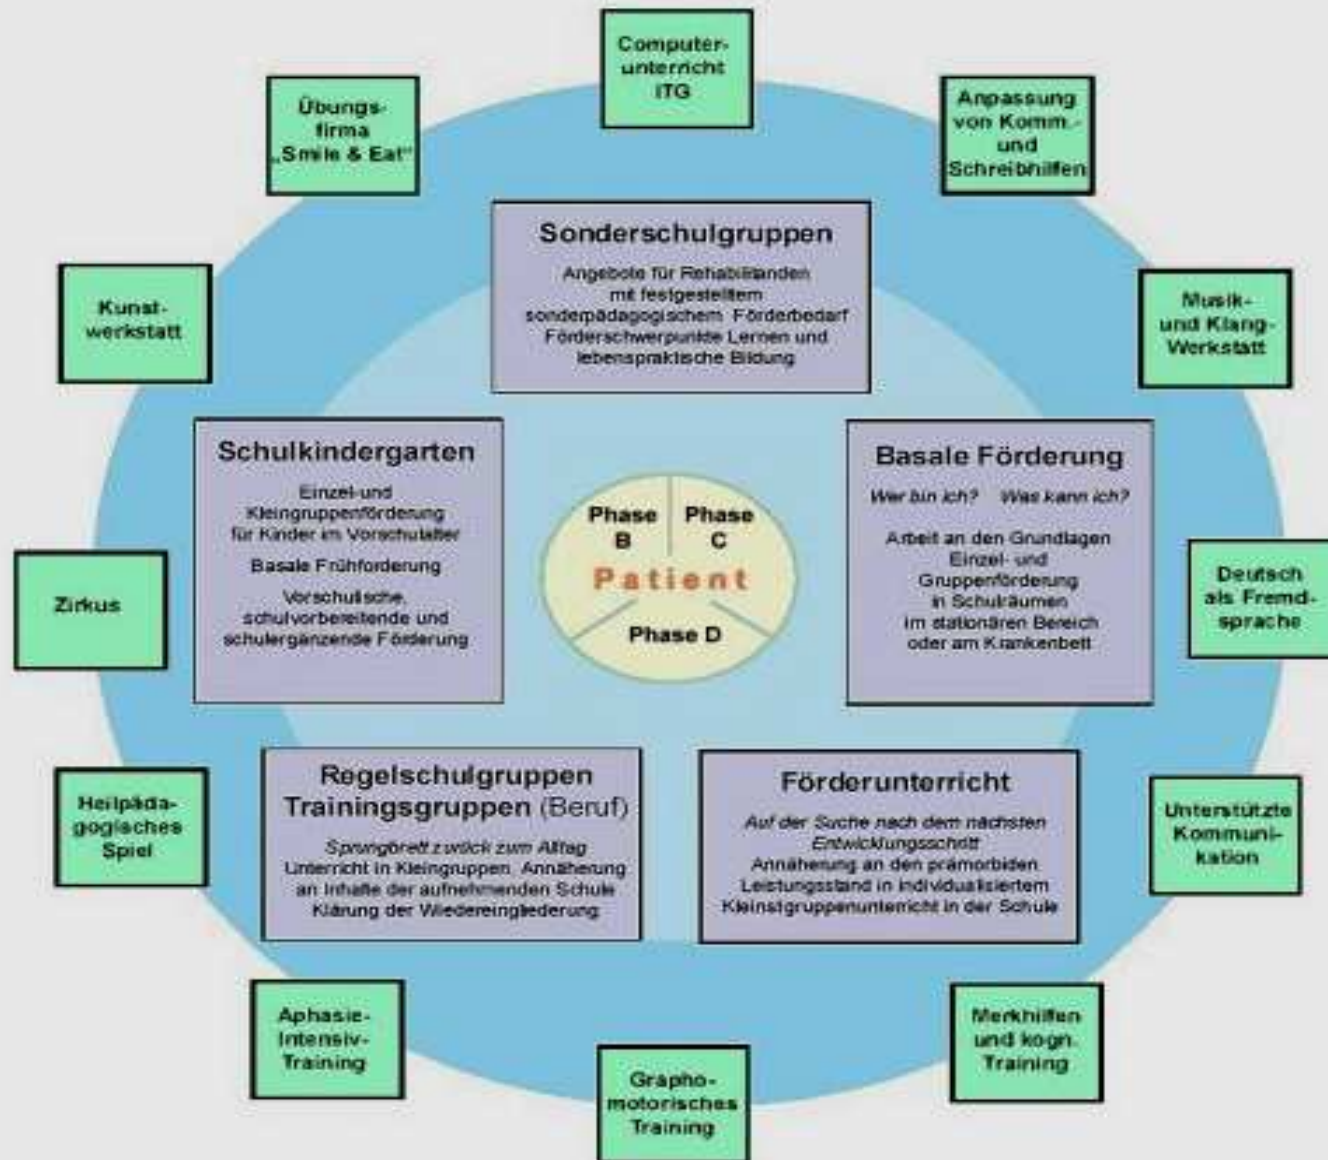 Computer-
unterricht
ITG
Übungs-
firma
„Smile & Eat"
Anpassung
von Komm.-
und
Schreibhilfen
Kunst-
werkstatt
Musik-
und Klang-
Werkstatt
Sonderschulgruppen
Angebote für Rehabilitanden
mit festgestelltem
sonderpädagogischem Förderbedarf
Förderschwerpunkte Lernen und
lebenspraktische Bildung
Schulkindergarten
Einzel-und
Kleingruppenförderung
für Kinder im Vorschulalter
Basale Frühförderung
Vorschulische,
schulvorbereitende und
schulergänzende Förderung
Phase
B
Phase
C
Patient
Phase D
Basale Förderung
Wer bin ich? Was kann ich?
Arbeit an den Grundlagen
Einzel- und
Gruppenförderung
in Schulräumen
im stationären Bereich
oder am Krankenbett
Zirkus
Deutsch
als Fremd-
sprache
Heilpäda-
gogisches
Spiel
Regelschulgruppen
Trainingsgruppen (Beruf)
Sprungbrett zurück zum Alltag
Unterricht in Kleingruppen, Annäherung
an Inhalte der aufnehmenden Schule
Klärung der Wiedereingliederung
Förderunterricht
Auf der Suche nach dem nächsten
Entwicklungsschritt
Annäherung an den prämorbiden
Leistungsstand in individualisiertem
Kleinstgruppenunterricht in der Schule
Unterstützte
Kommuni-
kation
Aphasie-
Intensiv-
Training
Grapho-
motorisches
Training
Merkhilfen
und kogn.
Training